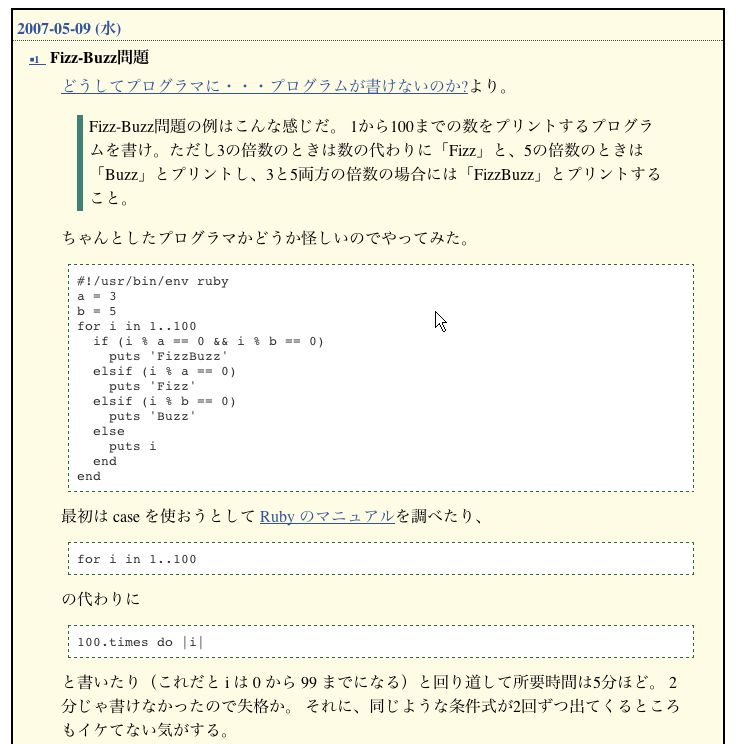 2007-05-09 (水)
■1 Fizz-Buzz問題
どうしてプログラマに・・・プログラムが書けないのか?より。
Fizz-Buzz問題の例はこんな感じだ。 1から100までの数をプリントするプログラ
ムを書け。ただし3の倍数のときは数の代わりに「Fizz」と、5の倍数のときは
「Buzz」とプリントし、3と5両方の倍数の場合には「FizzBuzz」とプリントする
こと。
ちゃんとしたプログラマかどうか怪しいのでやってみた。
#!/usr/bin/env ruby
a = 3
b = 5
for i in 1..100
  if (i % a == 0 && i % b == 0)
    puts 'FizzBuzz'
  elsif (i % a == 0)
    puts 'Fizz'
  elsif (i % b == 0)
    puts 'Buzz'
  else
    puts i
  end
end
最初は case を使おうとして Ruby のマニュアルを調べたり、
for i in 1..100
の代わりに
100.times do |i|
と書いたり（これだと i は 0 から 99 までになる）と回り道して所要時間は5分ほど。 2
分じゃ書けなかったので失格か。 それに、同じような条件式が2回ずつ出てくるところ
もイケてない気がする。